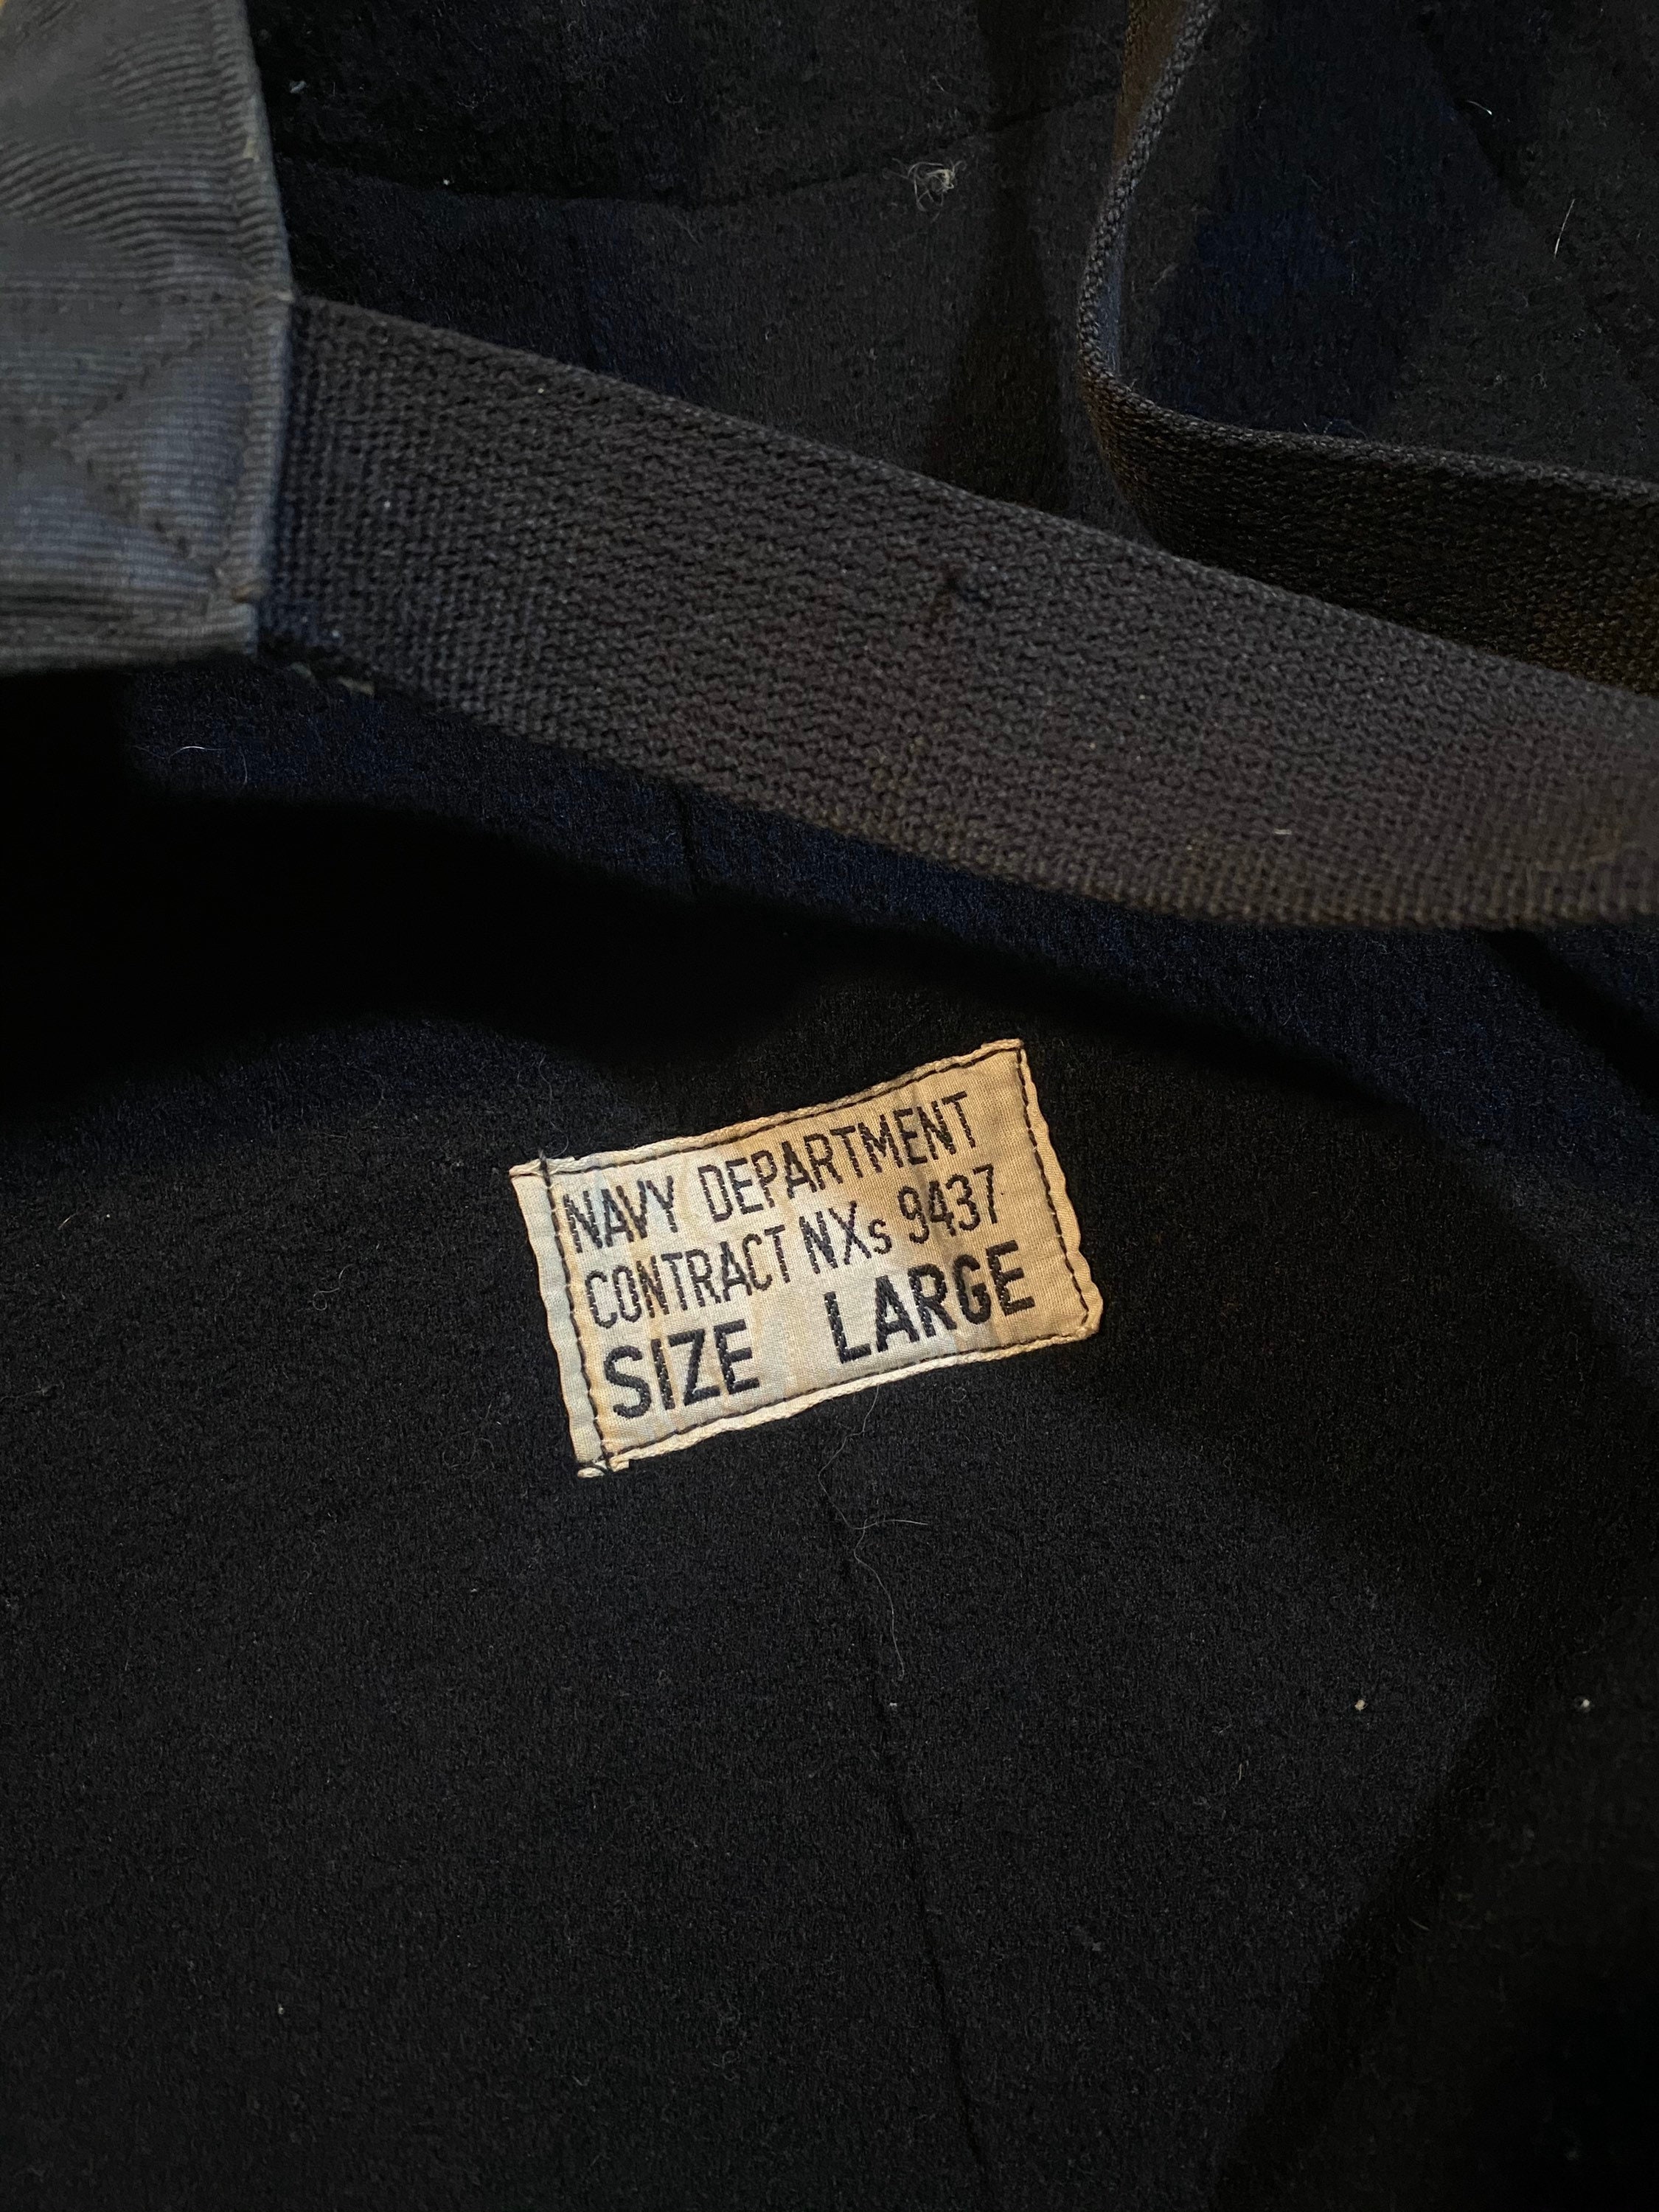 NAVY DEPARTMENT
CONTRACT NXs 9437
SIZE LARGE